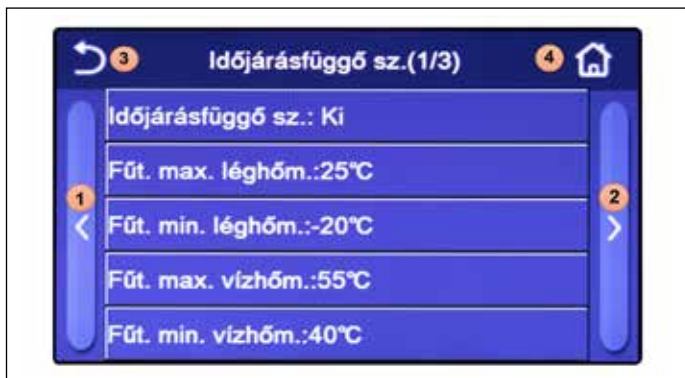 3 Időjárásfüggő sz.(1/3) 4
Időjárásfüggő sz.: Ki
Fűt. max. léghőm.:25℃
1 Fűt. min. léghőm.:-20℃ 2
Fűt. max. vízhőm.:55℃
Fűt. min. vízhőm.:40℃